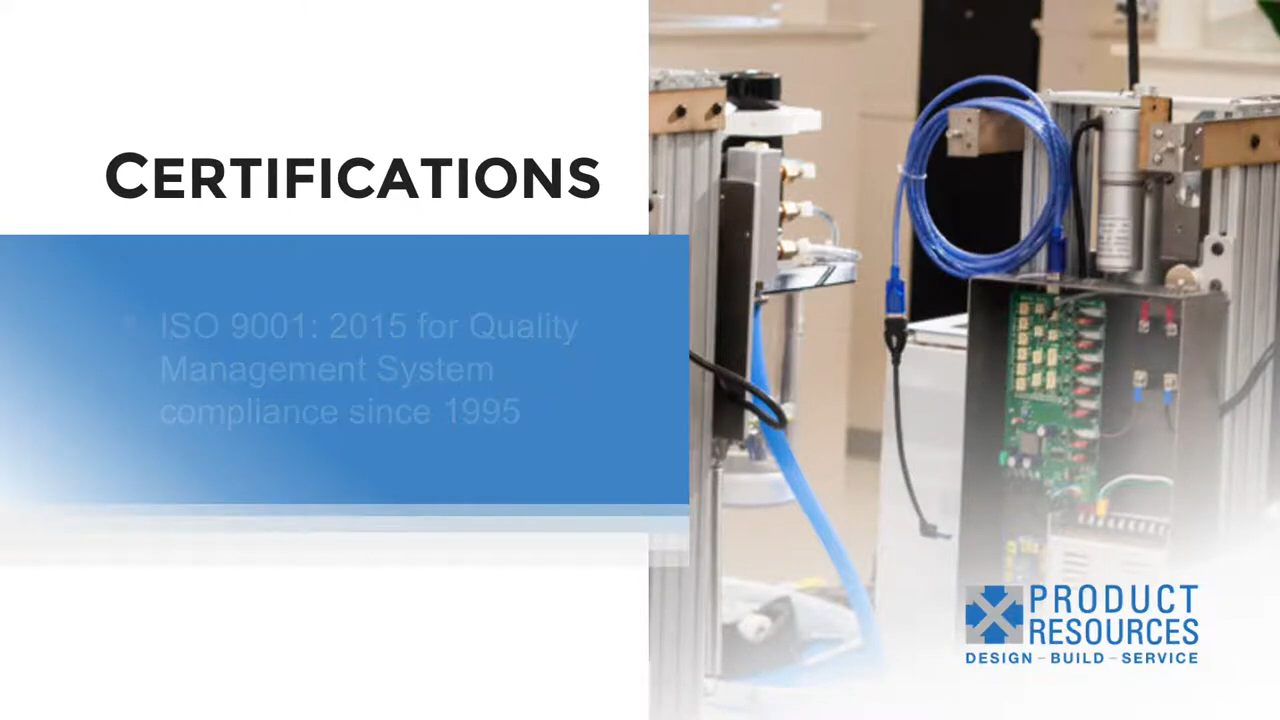 CERTIFICATIONS
ISO 9001: 2015 for Quality
Management System
compliance since 1995
PRODUCT
RESOURCES
DESIGN – BUILD – SERVICE